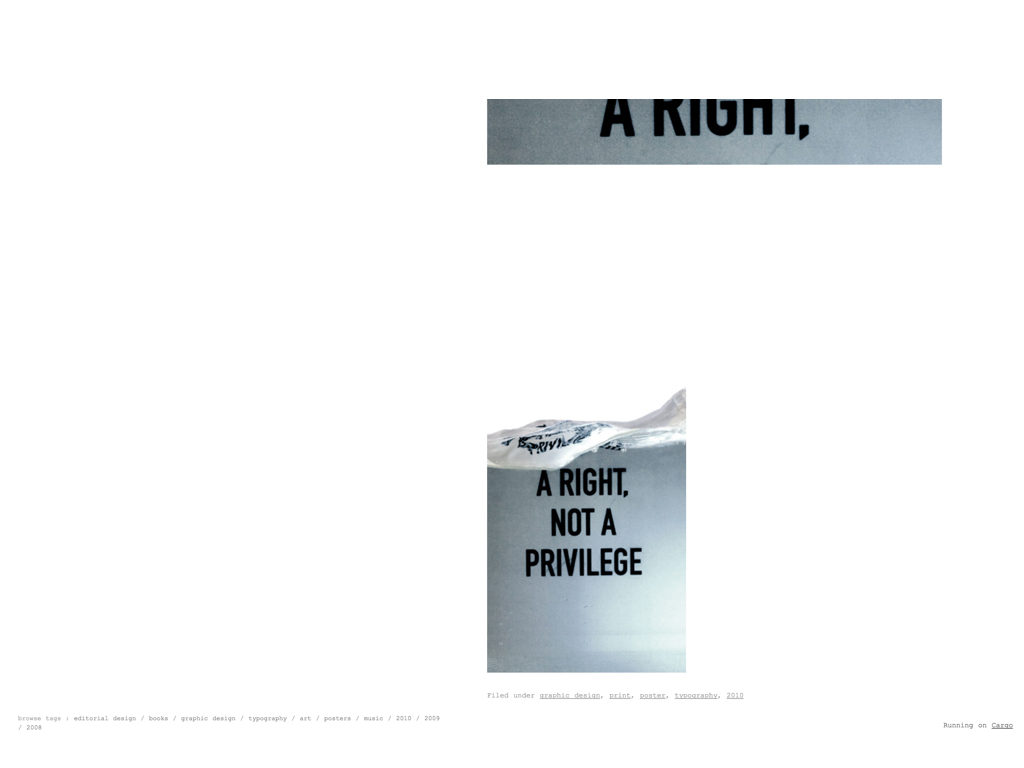 A RIGHT,
A RIGHT,
NOT A
PRIVILEGE
Filed under graphic design, print, poster, typography, 2010
browse tags : editorial design / books / graphic design / typography / art / posters / music / 2010 / 2009
/ 2008
Running on Cargo